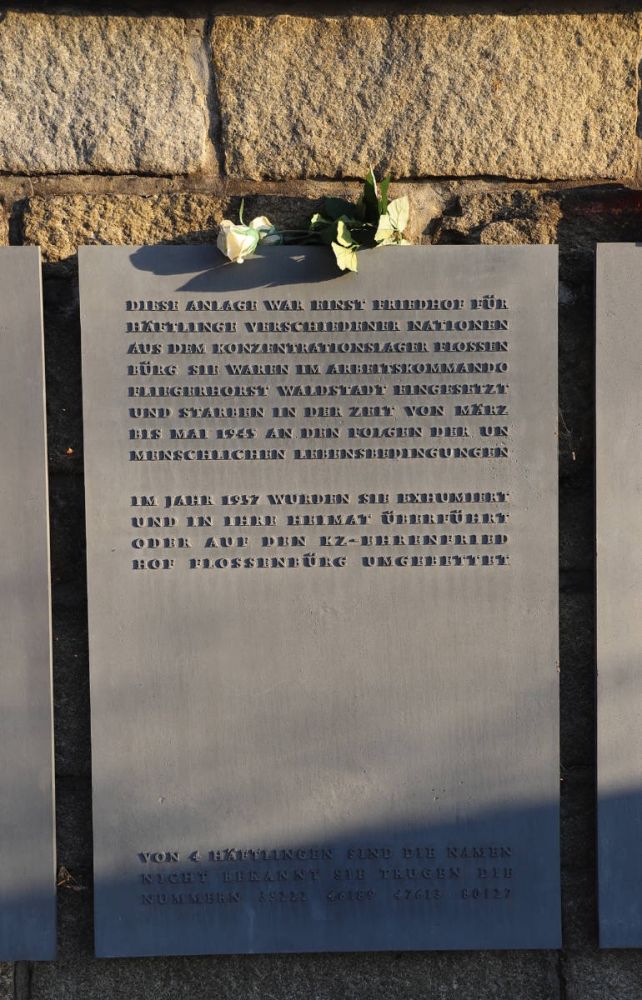 DIESE ANLAGE WAR EINST FRIEDHOF FÜR
HÄFTLINGE VERSCHIEDENER NATIONEN
AUS DEM KONZENTRATIONSLAGER FLOSSEN
BÜRG SIE WAREN IM ARBEITSKOMMANDO
FLIEGERHORST WALDSTADT EINGESETZT
UND STARBEN IN DER ZEIT VON MÄRZ
BIS MAI 1945 AN DEN FOLGEN DER UN
MENSCHLICHEN LEBENSBEDINGUNGEN
IM JAHR 1957 WURDEN SIE EXHUMIERT
UND IN IHRE HEIMAT ÜBERFÜHRT
ODER AUF DEN KZ-EHRENFRIED
HOF FLOSSENBÜRG UMGEBETTET
VON 4 HÄFTLINGEN SIND DIE NAMEN
NICHT BEKANNT SIE TRUGEN DIE
NUMMERN 47613 80127